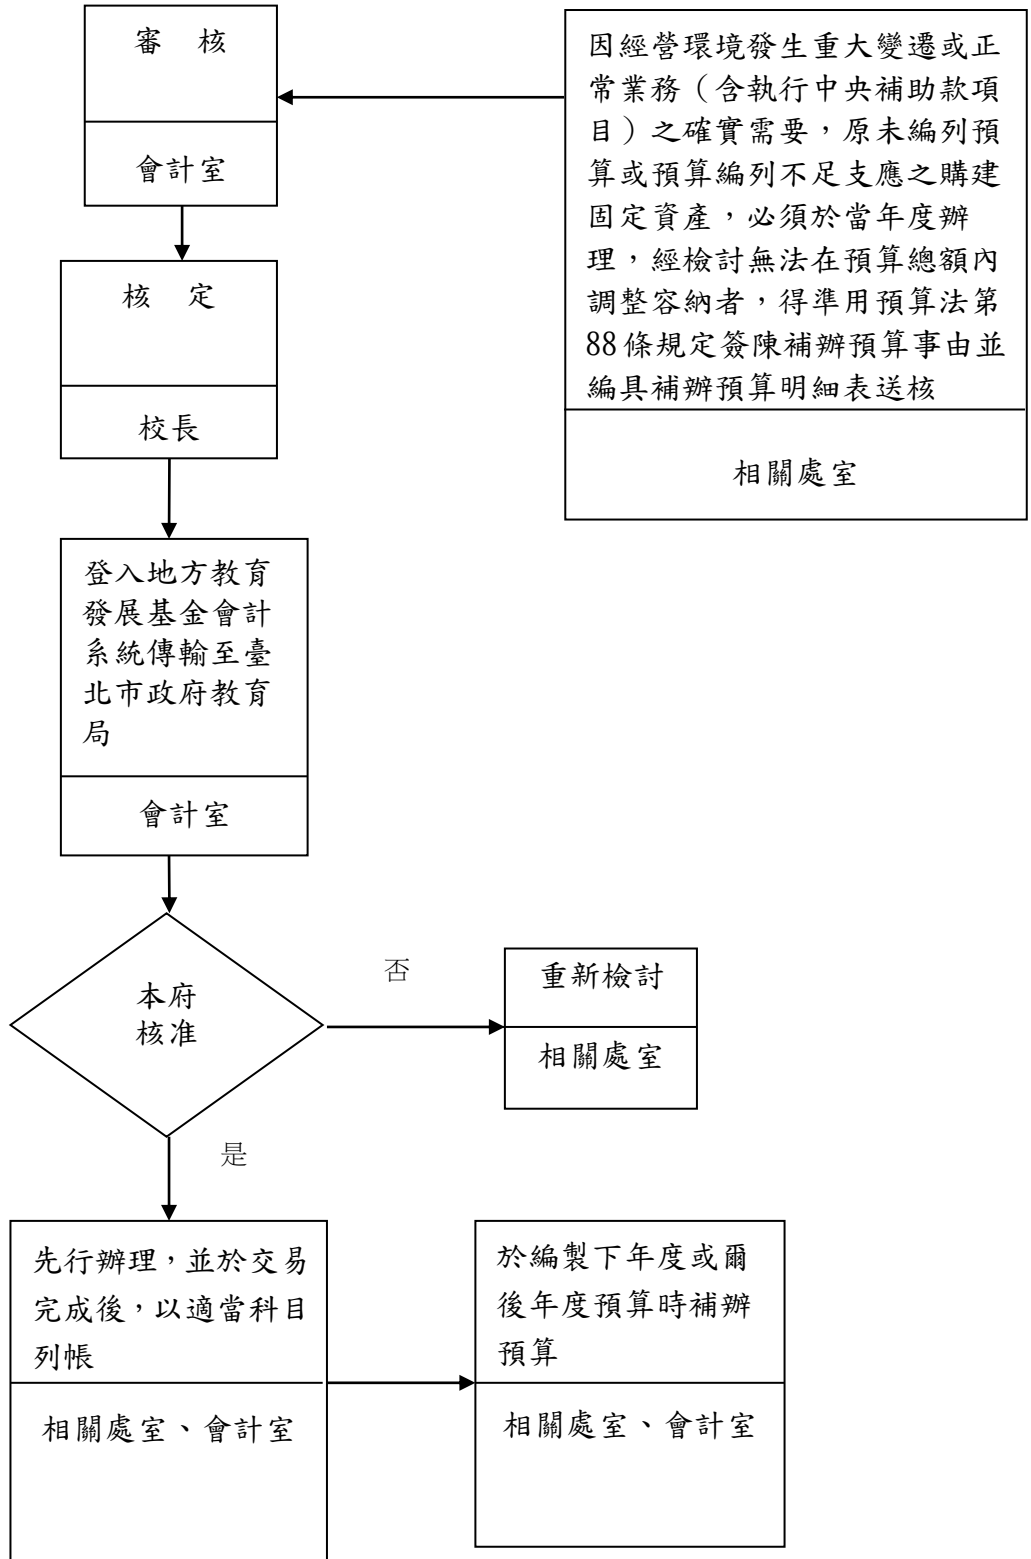 審　核
會計室
因經營環境發生重大變遷或正
常業務（含執行中央補助款項
目）之確實需要，原未編列預
算或預算編列不足支應之購建
固定資產，必須於當年度辦
理，經檢討無法在預算總額內
調整容納者，得準用預算法第
88條規定簽陳補辦預算事由並
編具補辦預算明細表送核
相關處室
核　定
校長
登入地方教育
發展基金會計
系統傳輸至臺
北市政府教育
局
會計室
本府
核准
否
重新檢討
相關處室
是
先行辦理，並於交易
完成後，以適當科目
列帳
相關處室、會計室
於編製下年度或爾
後年度預算時補辦
預算
相關處室、會計室